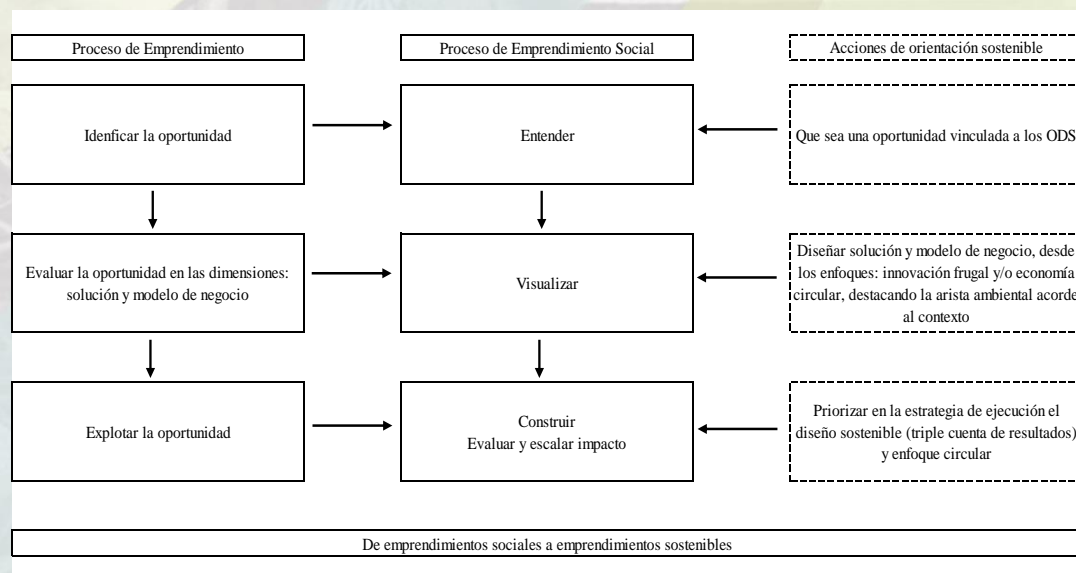 Proceso de Emprendimiento
Proceso de Emprendimiento Social
Acciones de orientación sostenible
Idenficar la oportunidad
Entender
Que sea una oportunidad vinculada a los ODS
Evaluar la oportunidad en las dimensiones:
solución y modelo de negocio
Visualizar
Diseñar solución y modelo de negocio, desde
los enfoques: innovación frugal y/o economía
circular, destacando la arista ambiental acorde
al contexto
Explotar la oportunidad
Construir
Evaluar y escalar impacto
Priorizar en la estrategia de ejecución el
diseño sostenible (triple cuenta de resultados)
y enfoque circular
De emprendimientos sociales a emprendimientos sostenibles